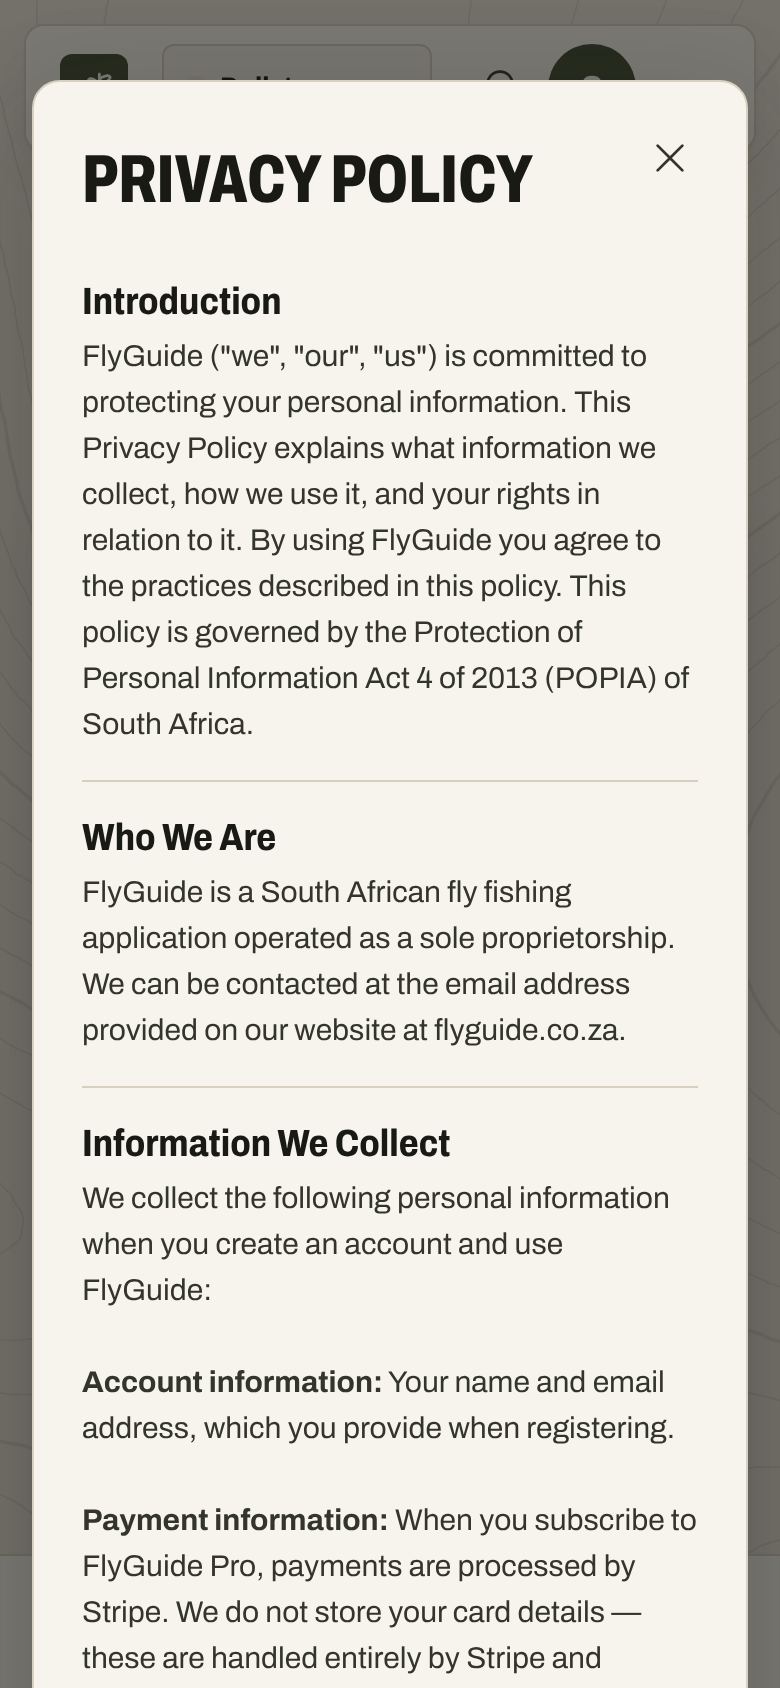 PRIVACY POLICY
Introduction
FlyGuide ("we", "our", "us") is committed to
protecting your personal information. This
Privacy Policy explains what information we
collect, how we use it, and your rights in
relation to it. By using FlyGuide you agree to
the practices described in this policy. This
policy is governed by the Protection of
Personal Information Act 4 of 2013 (POPIA) of
South Africa.
Who We Are
FlyGuide is a South African fly fishing
application operated as a sole proprietorship.
We can be contacted at the email address
provided on our website at flyguide.co.za.
Information We Collect
We collect the following personal information
when you create an account and use
FlyGuide:
Account information: Your name and email
address, which you provide when registering.
Payment information: When you subscribe to
FlyGuide Pro, payments are processed by
Stripe. We do not store your card details —
these are handled entirely by Stripe and